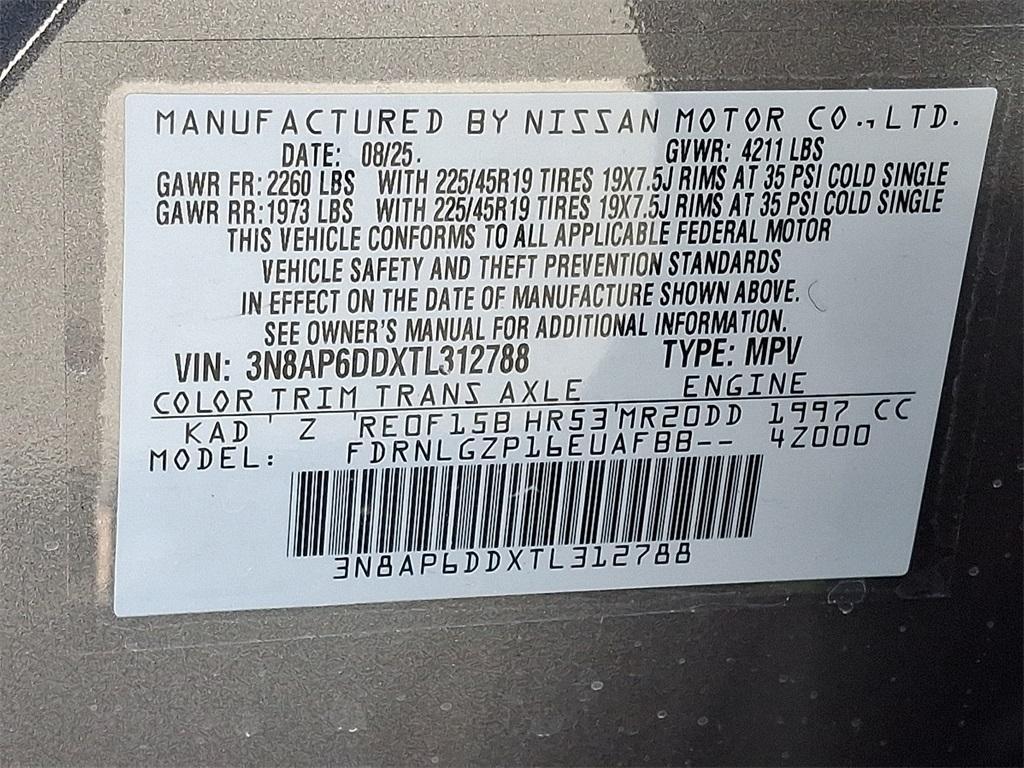 MANUFACTURED BY NISSAN MOTOR CO.,LTD.
DATE: 08/25. GVWR: 4211 LBS
GAWR FR: 2260 LBS WITH 225/45R19 TIRES 19X7.5J RIMS AT 35 PSI COLD SINGLE
GAWR RR: 1973 LBS WITH 225/45R19 TIRES 19X7.5J RIMS AT 35 PSI COLD SINGLE
THIS VEHICLE CONFORMS TO ALL APPLICABLE FEDERAL MOTOR
VEHICLE SAFETY AND THEFT PREVENTION STANDARDS
IN EFFECT ON THE DATE OF MANUFACTURE SHOWN ABOVE.
SEE OWNER'S MANUAL FOR ADDITIONAL INFORMATION.
VIN: 3N8AP6DDXTL312788 TYPE: MPV
COLOR TRIM TRANS AXLE ENGINE
KAD Z RE0F15B HR53 MR20DD 1997 CC
MODEL: FDRNLGZP16EUAFBB-- 4Z000
3N8AP6DDXTL312788